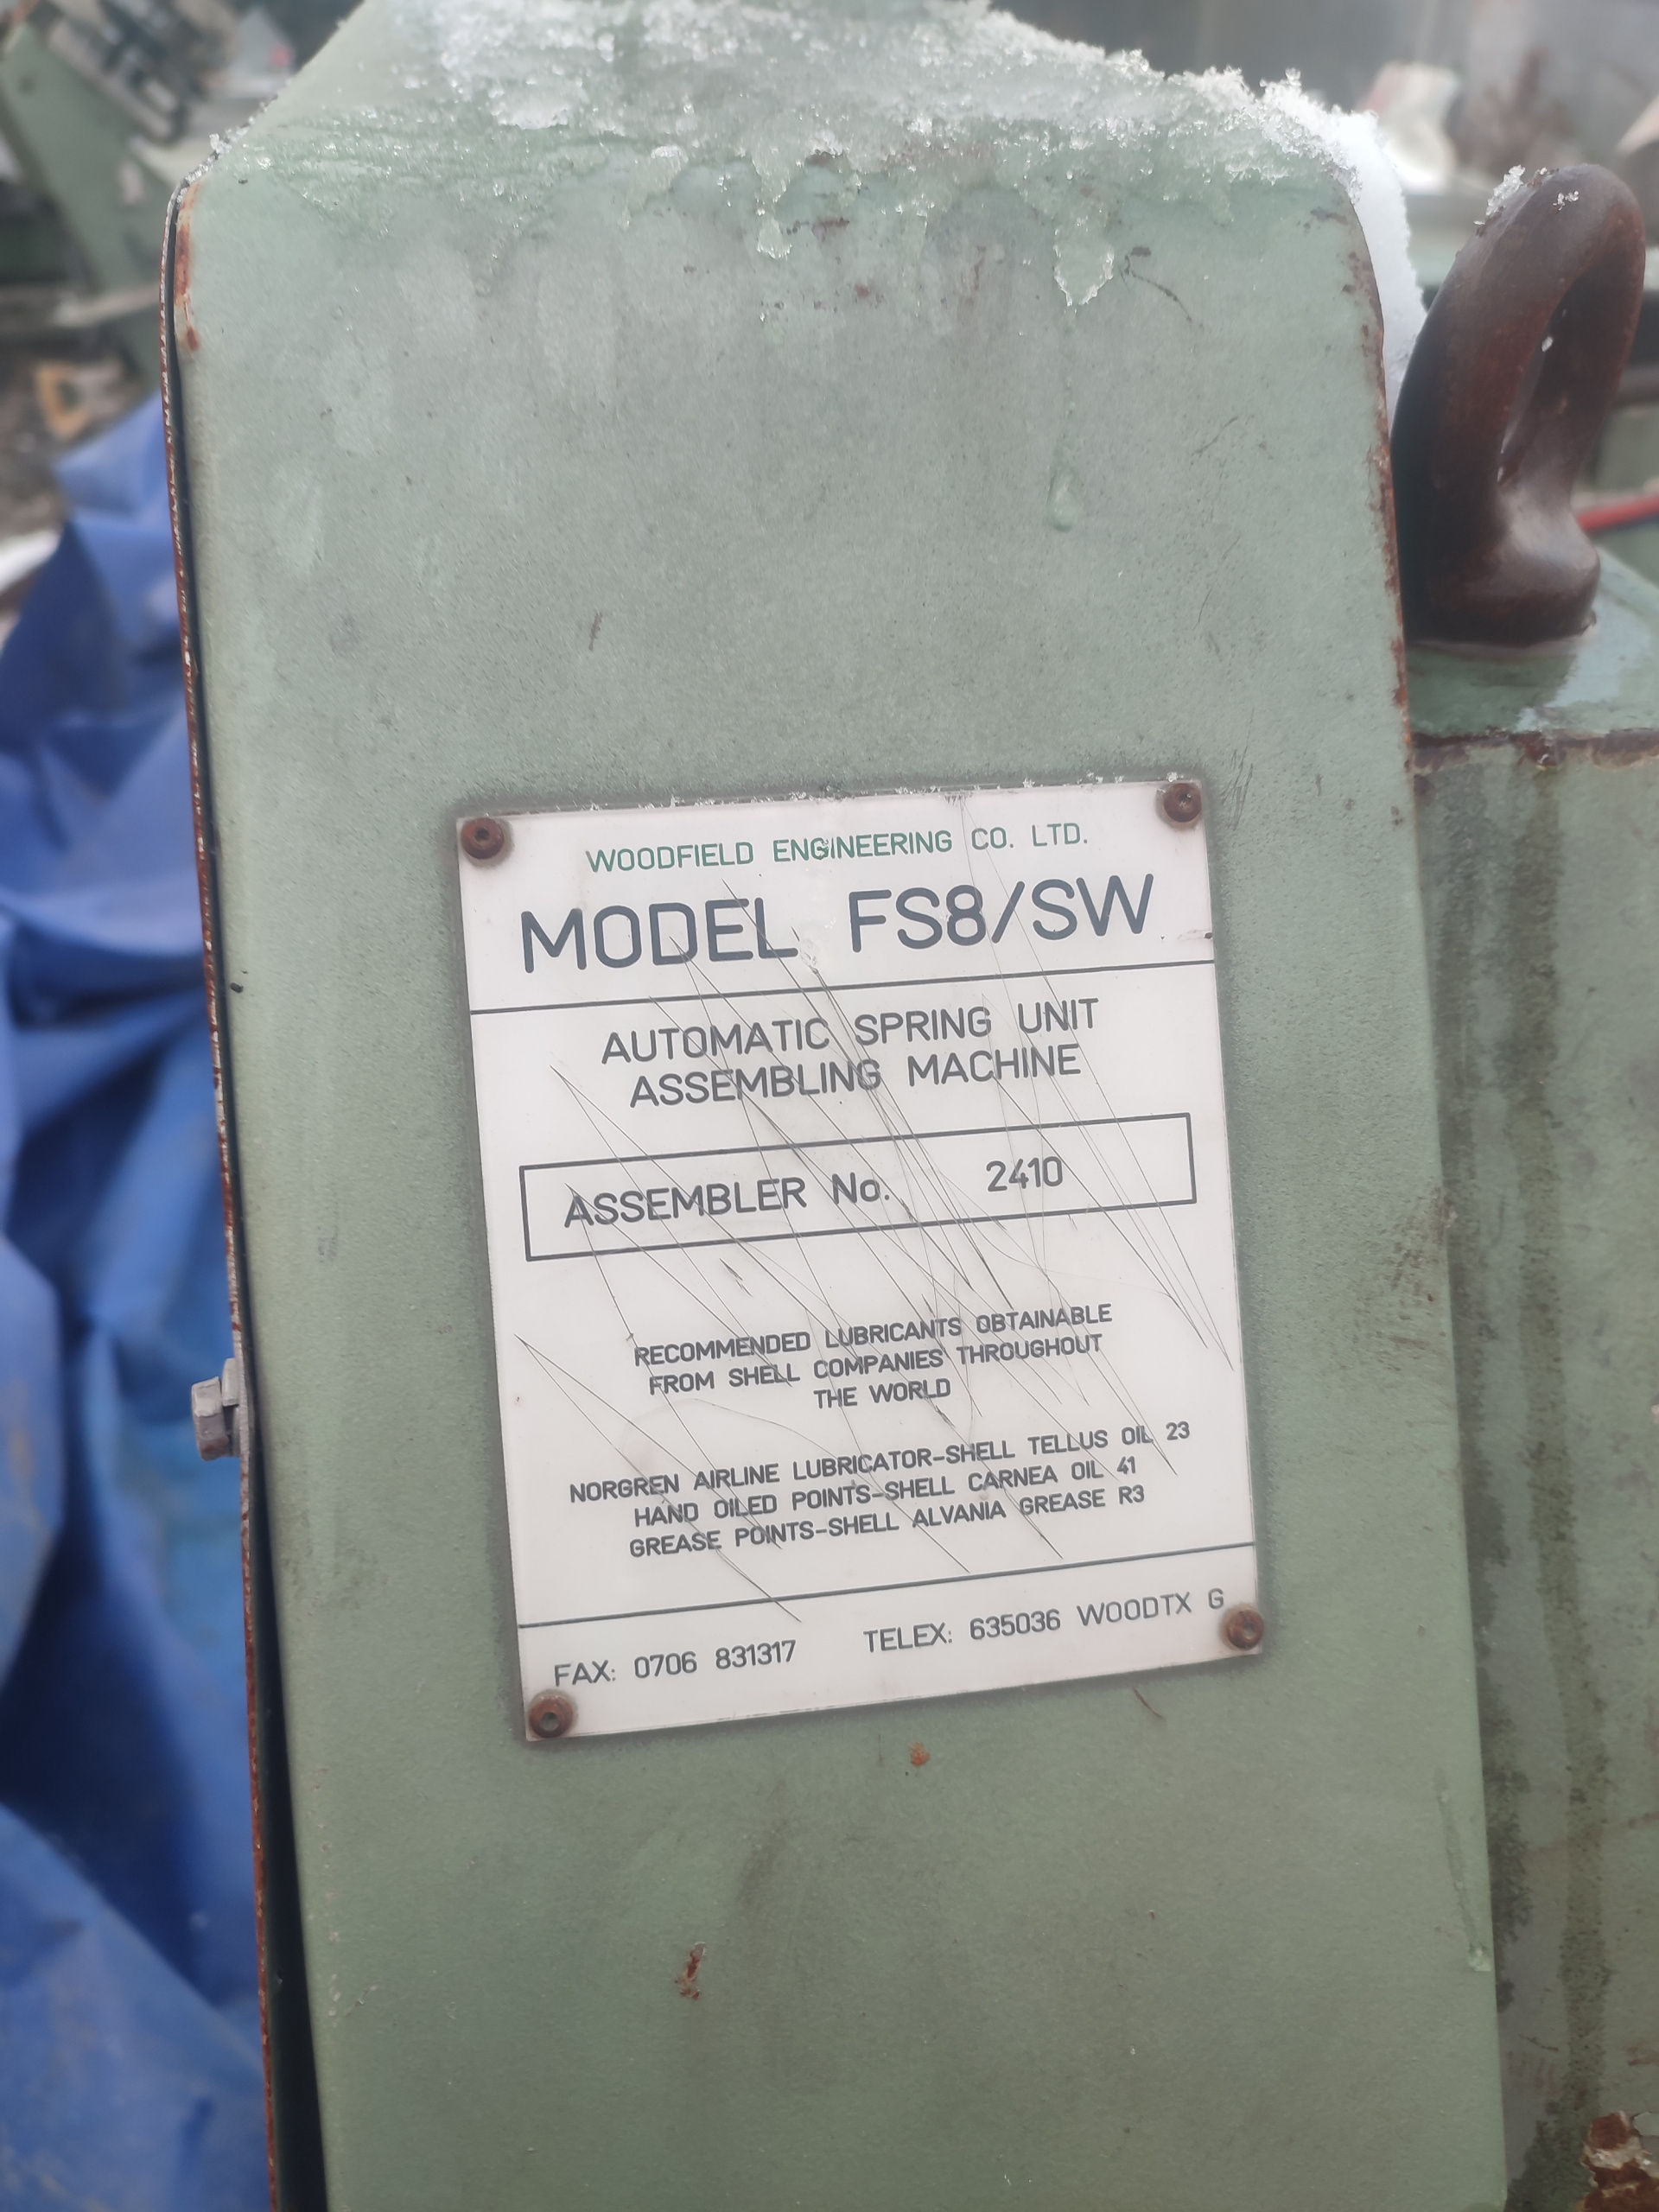 WOODFIELD ENGINEERING CO. LTD.
MODEL FS8/SW
AUTOMATIC SPRING UNIT
ASSEMBLING MACHINE
ASSEMBLER No. 2410
RECOMMENDED LUBRICANTS OBTAINABLE
FROM SHELL COMPANIES THROUGHOUT
THE WORLD
NORGREN AIRLINE LUBRICATOR-SHELL TELLUS OIL 23
HAND OILED POINTS-SHELL CARNEA OIL 41
GREASE POINTS-SHELL ALVANIA GREASE R3
FAX: 0706 831317 TELEX: 635036 WOODTX G